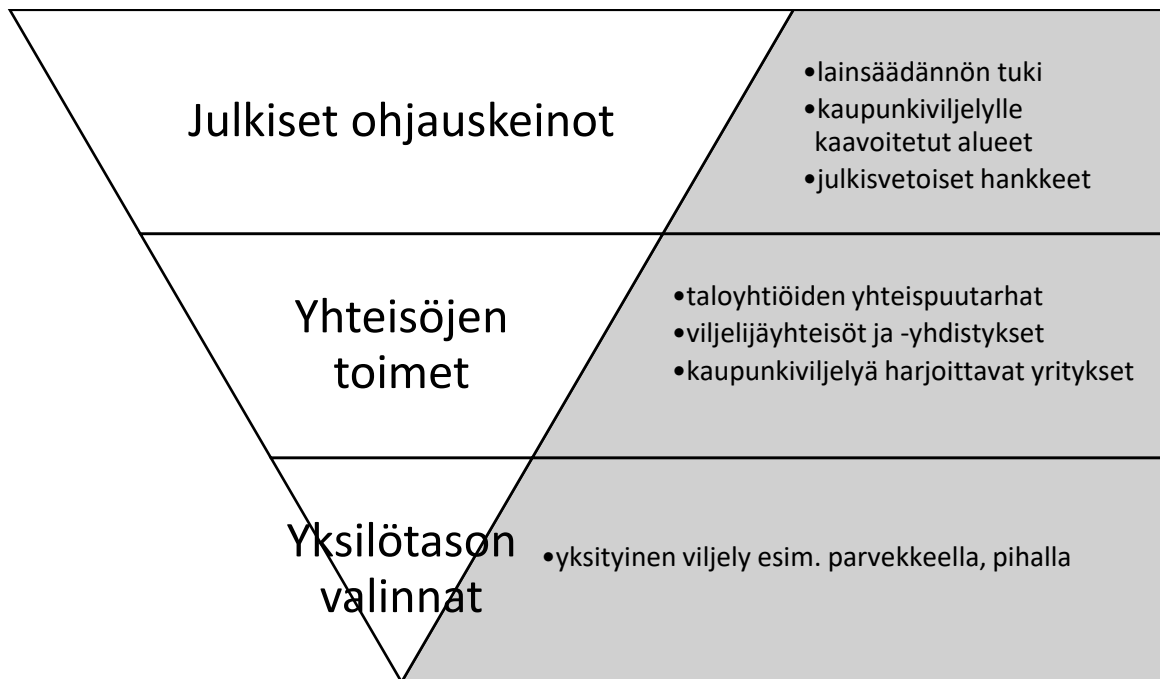 Julkiset ohjauskeinot
•lainsäädännön tuki
•kaupunkiviljelylle
kaavoitetut alueet
•julkisvetoiset hankkeet
Yhteisöjen
toimet
•taloyhtiöiden yhteispuutarhat
•viljelijäyhteisöt ja -yhdistykset
•kaupunkiviljelyä harjoittavat yritykset
Yksilötason
valinnat
•yksityinen viljely esim. parvekkeella, pihalla